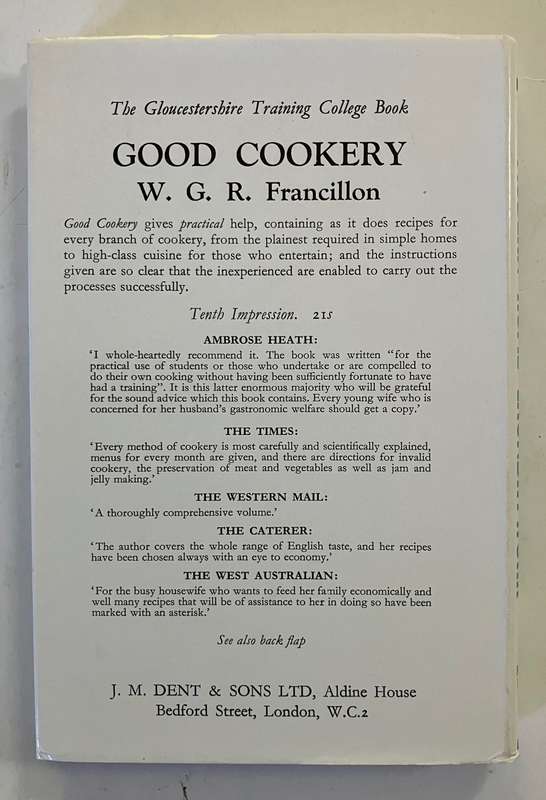 The Gloucestershire Training College Book
GOOD COOKERY
W. G. R. Francillon
Good Cookery gives practical help, containing as it does recipes for
every branch of cookery, from the plainest required in simple homes
to high-class cuisine for those who entertain; and the instructions
given are so clear that the inexperienced are enabled to carry out the
processes successfully.
Tenth Impression. 21s
AMBROSE HEATH:
‘I whole-heartedly recommend it. The book was written “for the
practical use of students or those who undertake or are compelled to
do their own cooking without having been sufficiently fortunate to have
had a training”. It is this latter enormous majority who will be grateful
for the sound advice which this book contains. Every young wife who is
concerned for her husband’s gastronomic welfare should get a copy.’
THE TIMES:
‘Every method of cookery is most carefully and scientifically explained,
menus for every month are given, and there are directions for invalid
cookery, the preservation of meat and vegetables as well as jam and
jelly making.’
THE WESTERN MAIL:
‘A thoroughly comprehensive volume.’
THE CATERER:
‘The author covers the whole range of English taste, and her recipes
have been chosen always with an eye to economy.’
THE WEST AUSTRALIAN:
‘For the busy housewife who wants to feed her family economically and
well many recipes that will be of assistance to her in doing so have been
marked with an asterisk.’
See also back flap
J. M. DENT & SONS LTD, Aldine House
Bedford Street, London, W.C.2